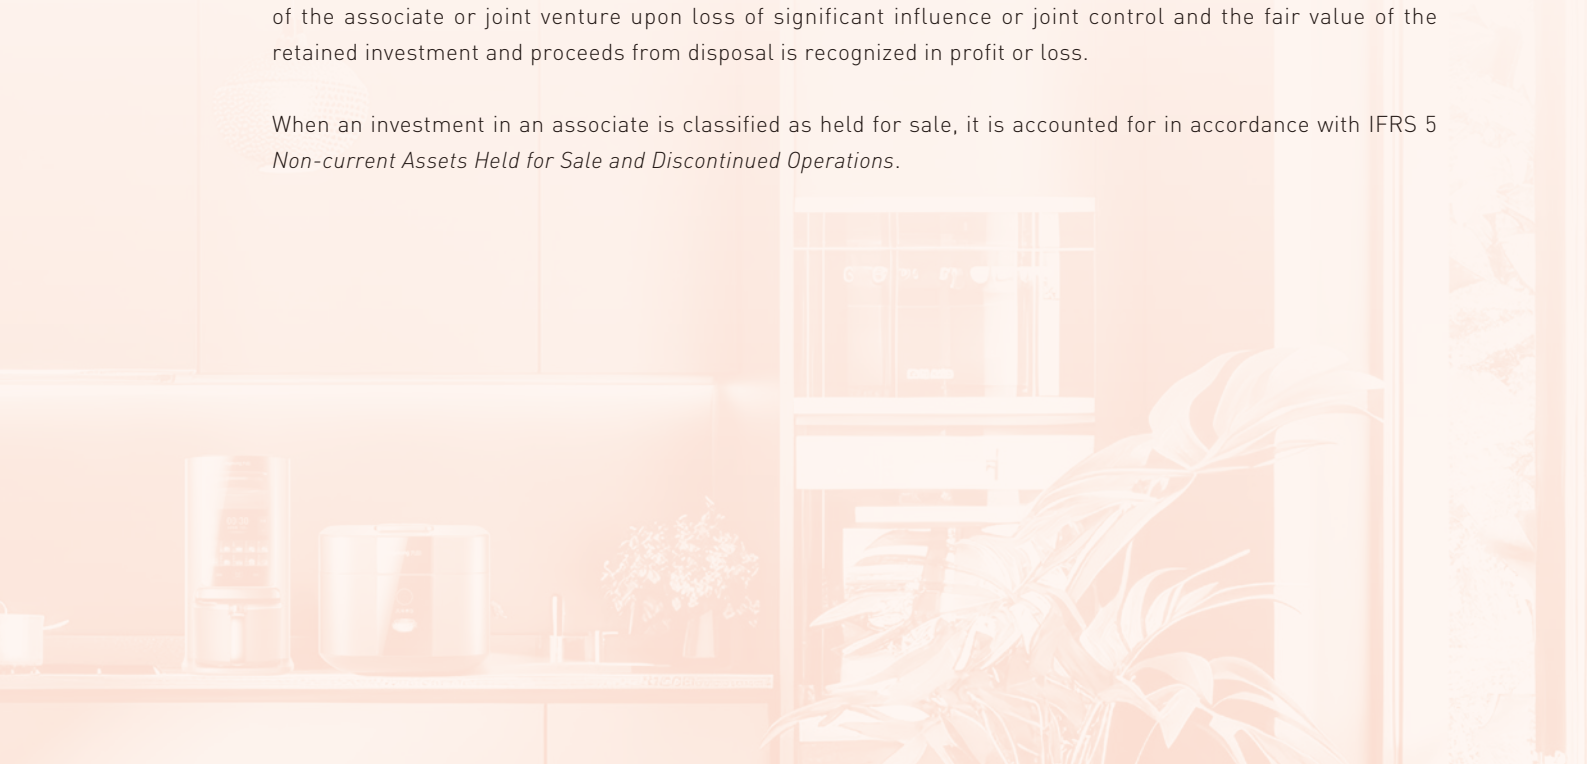 of the associate or joint venture upon loss of significant influence or joint control and the fair value of the
retained investment and proceeds from disposal is recognized in profit or loss.
When an investment in an associate is classified as held for sale, it is accounted for in accordance with IFRS 5
Non-current Assets Held for Sale and Discontinued Operations.